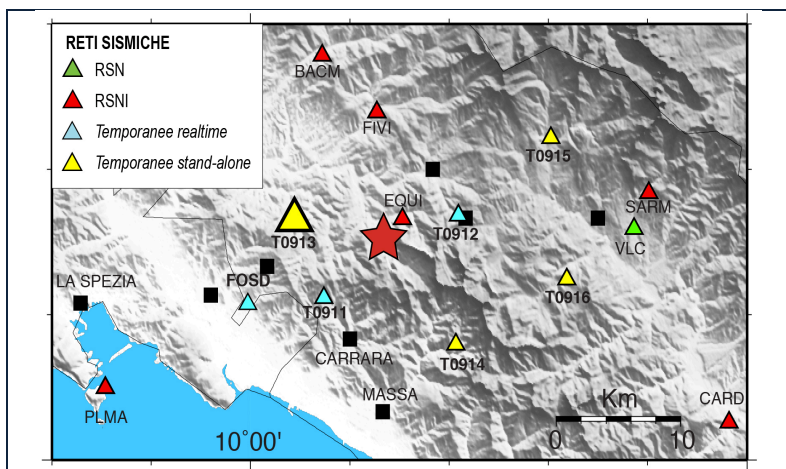 RETI SISMICHE
RSN
RSNI
Temporanee realtime
Temporanee stand-alone
BACM
FIVI
T0915
EQUI
SARM
T0913
T0912
VLC
FOSD
LA SPEZIA
T0911
T0916
CARRARA
T0914
MASSA
PLMA
Km
CARD
10°00'
0
10